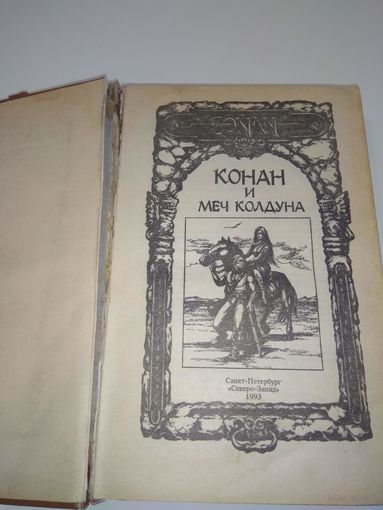 КОНАН
И
МЕЧ КОЛДУНА
Санкт-Петербург
«Северо-Запад»
1993